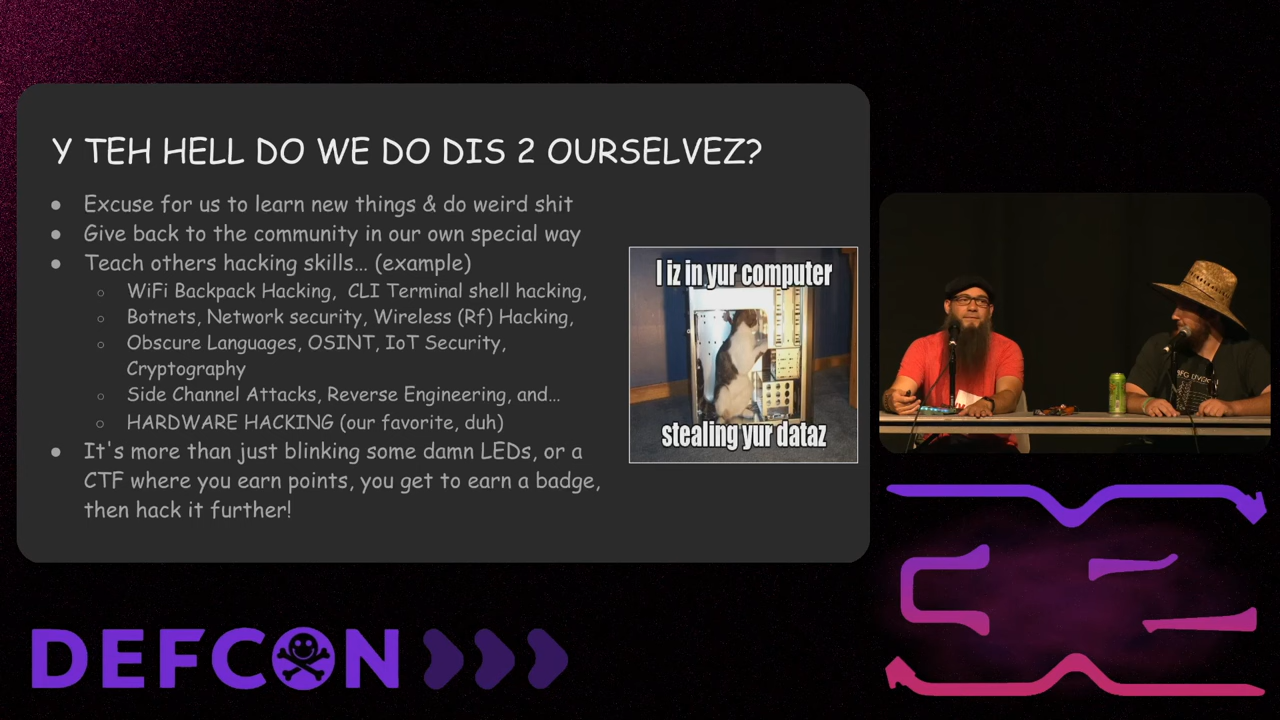 Y TEH HELL DO WE DO DIS 2 OURSELVEZ?
Excuse for us to learn new things & do weird shit
Give back to the community in our own special way
Teach others hacking skills... (example)
WiFi Backpack Hacking, CLI Terminal shell hacking,
Botnets, Network security, Wireless (Rf) Hacking,
Obscure Languages, OSINT, IoT Security,
Cryptography
Side Channel Attacks, Reverse Engineering, and...
HARDWARE HACKING (our favorite, duh)
It's more than just blinking some damn LEDs, or a
CTF where you earn points, you get to earn a badge,
then hack it further!
I iz in yur computer
stealing yur dataz
DEFCON